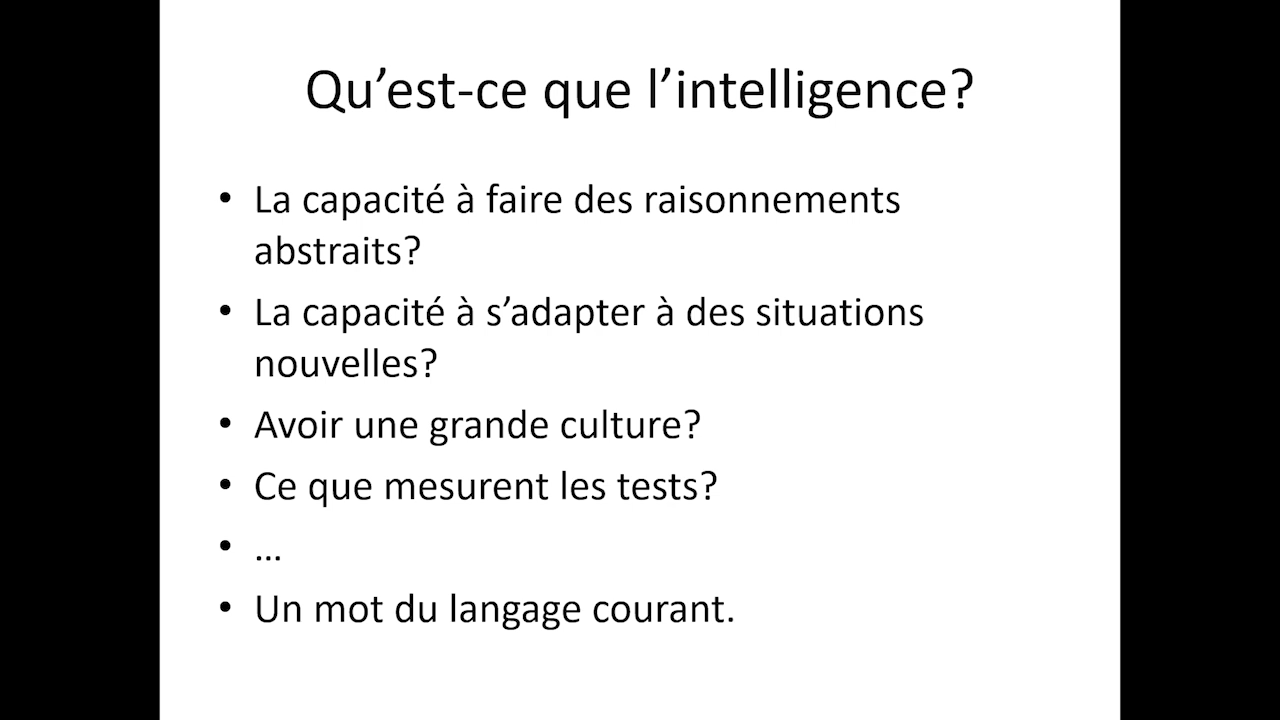 Qu’est-ce que l’intelligence?
• La capacité à faire des raisonnements
abstraits?
• La capacité à s’adapter à des situations
nouvelles?
• Avoir une grande culture?
• Ce que mesurent les tests?
• …
• Un mot du langage courant.